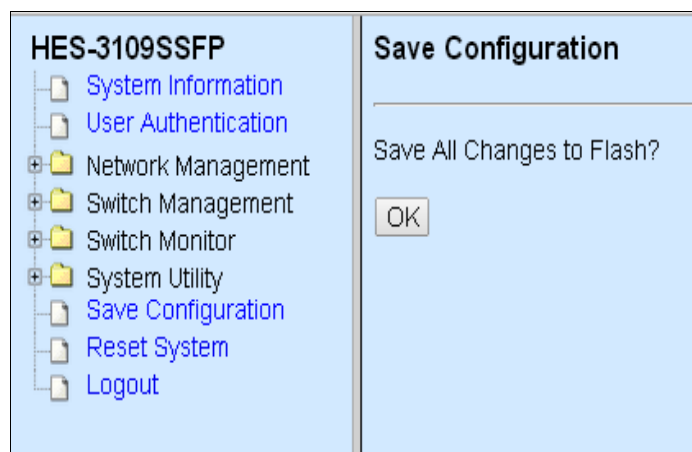 HES-3109SSFP
System Information
User Authentication
Network Management
Switch Management
Switch Monitor
System Utility
Save Configuration
Reset System
Logout
Save Configuration
Save All Changes to Flash?
OK